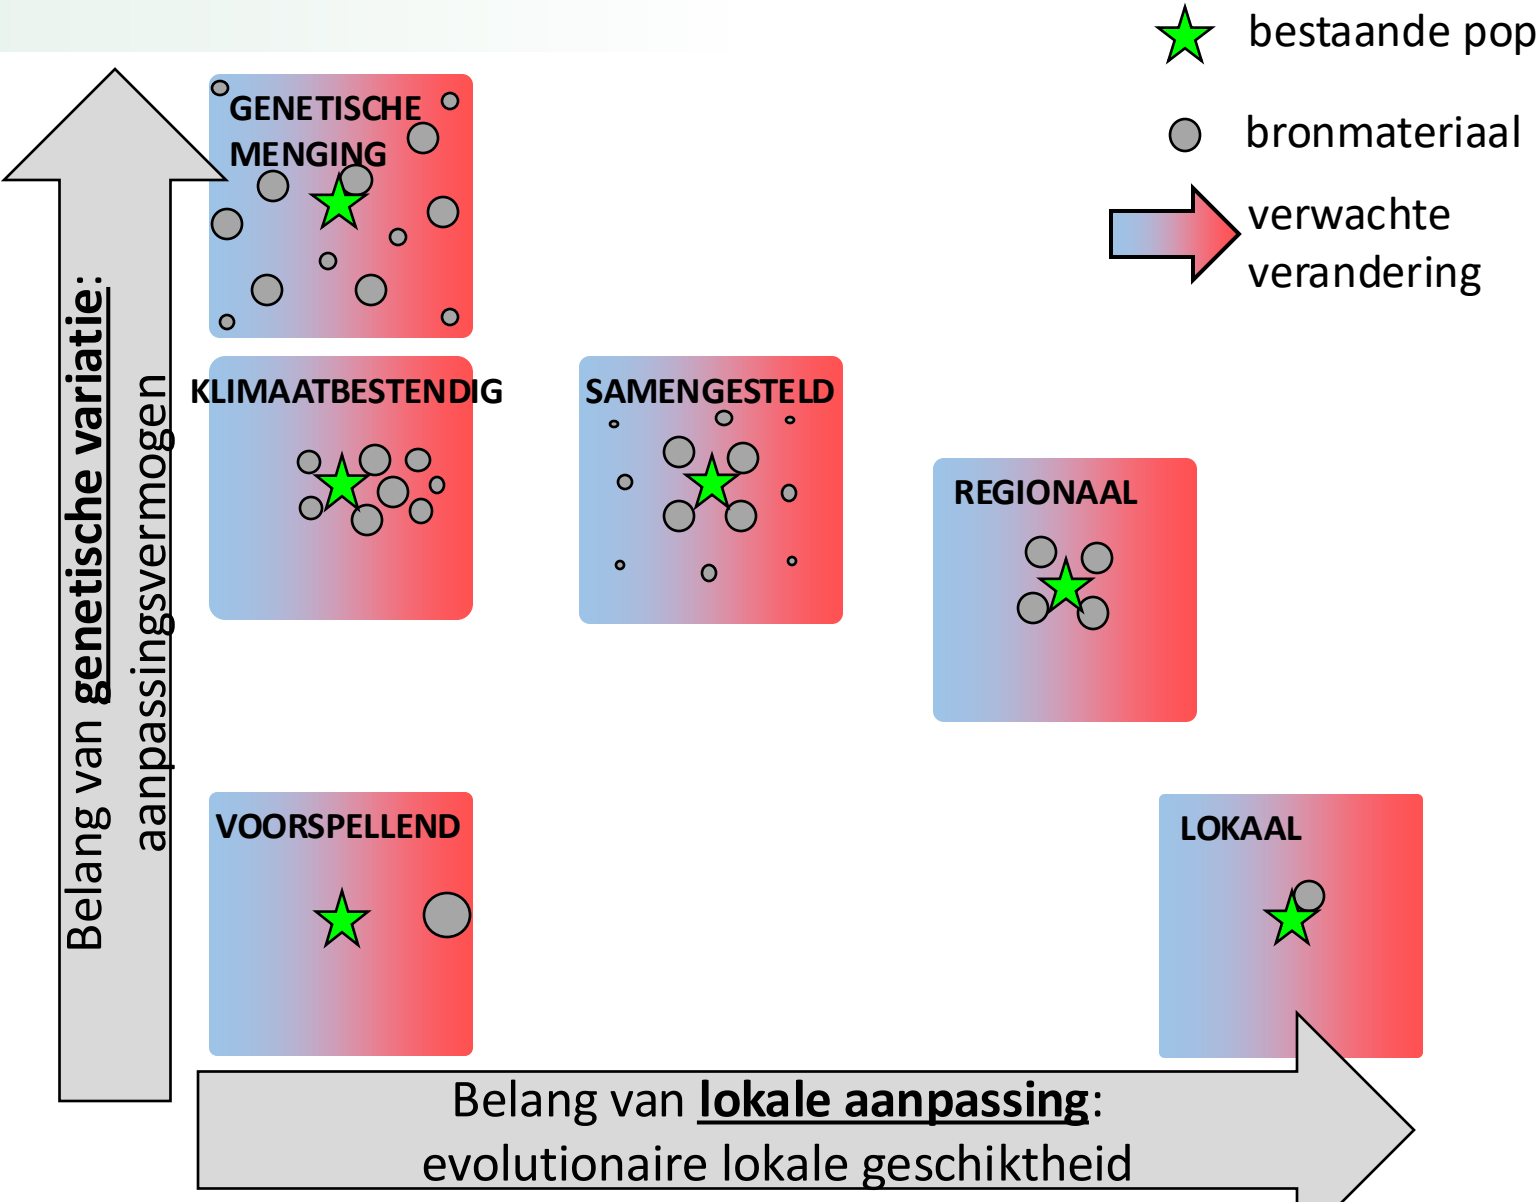 bestaande pop
bronmateriaal
verwachte
verandering
GENETISCHE
MENGING
KLIMAATBESTENDIG
SAMENGESTELD
REGIONAAL
VOORSPELLEND
LOKAAL
Belang van genetische variatie:
aanpassingsvermogen
Belang van lokale aanpassing:
evolutionaire lokale geschiktheid